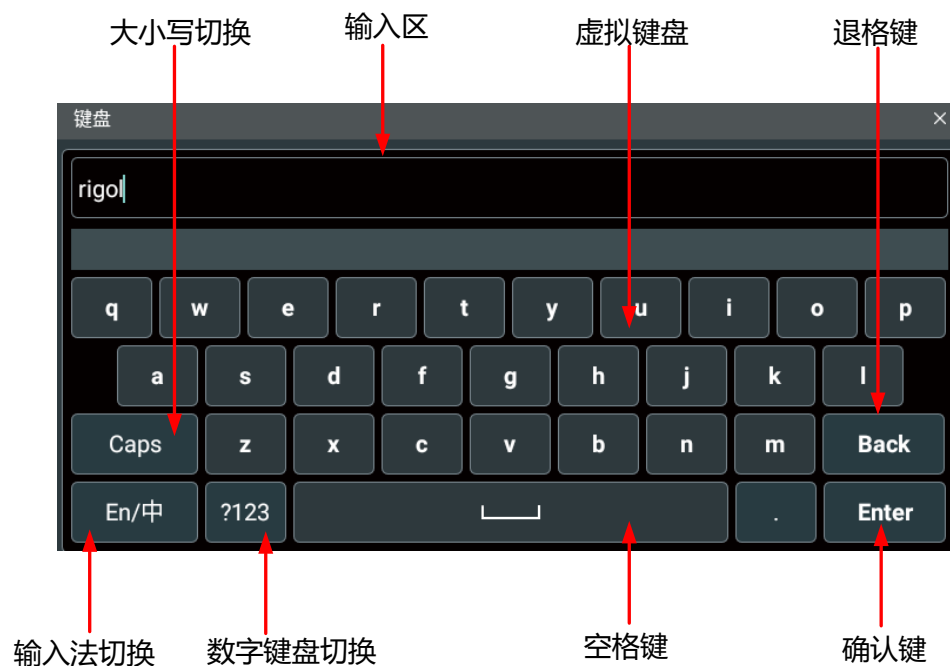 大小写切换 输入区 虚拟键盘 退格键
键盘 ×
rigol
q w e r t y u i o p
a s d f g h j k l
Caps z x c v b n m Back
En/中 ?123 . Enter
输入法切换 数字键盘切换 空格键 确认键